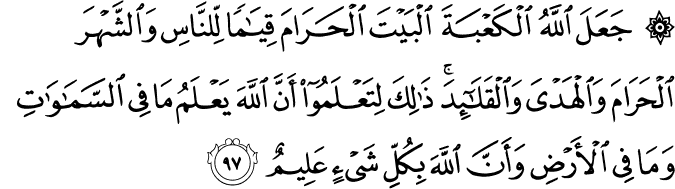 ۞ جَعَلَ ٱللَّهُ ٱلْكَعْبَةَ ٱلْبَيْتَ ٱلْحَرَامَ قِيَٰمًا لِّلنَّاسِ وَٱلشَّهْرَ
ٱلْحَرَامَ وَٱلْهَدْىَ وَٱلْقَلَٰٓئِدَ ۚ ذَٰلِكَ لِتَعْلَمُوٓا۟ أَنَّ ٱللَّهَ يَعْلَمُ مَا فِى ٱلسَّمَٰوَٰتِ
وَمَا فِى ٱلْأَرْضِ وَأَنَّ ٱللَّهَ بِكُلِّ شَىْءٍ عَلِيمٌ ٩٧